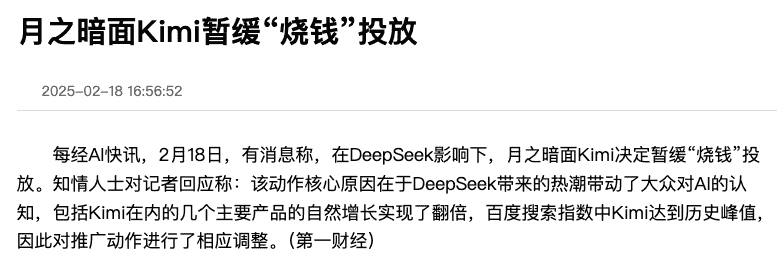 月之暗面Kimi暂缓“烧钱”投放
2025-02-18 16:56:52
每经AI快讯，2月18日，有消息称，在DeepSeek影响下，月之暗面Kimi决定暂缓“烧钱”投
放。知情人士对记者回应称：该动作核心原因在于DeepSeek带来的热潮带动了大众对AI的认
知，包括Kimi在内的几个主要产品的自然增长实现了翻倍，百度搜索指数中Kimi达到历史峰值，
因此对推广动作进行了相应调整。（第一财经）